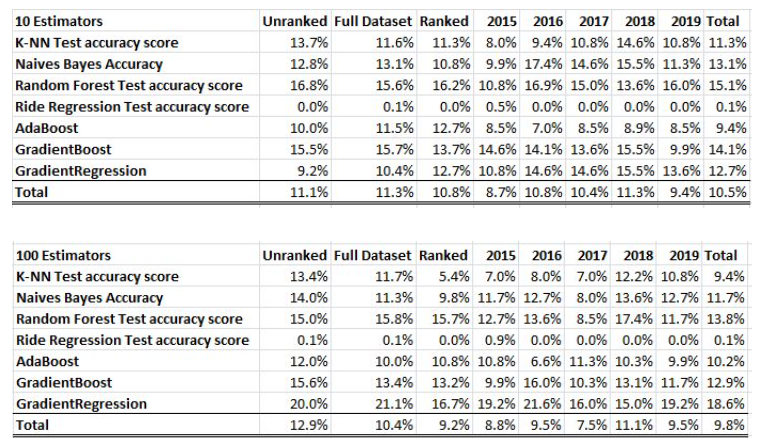 10 Estimators Unranked Full Dataset Ranked 2015 2016 2017 2018 2019 Total
K-NN Test accuracy score 13.7% 11.6% 11.3% 8.0% 9.4% 10.8% 14.6% 10.8% 11.3%
Naives Bayes Accuracy 12.8% 13.1% 10.8% 9.9% 17.4% 14.6% 15.5% 11.3% 13.1%
Random Forest Test accuracy score 16.8% 15.6% 16.2% 10.8% 16.9% 15.0% 13.6% 16.0% 15.1%
Ride Regression Test accuracy score 0.0% 0.1% 0.0% 0.5% 0.0% 0.0% 0.0% 0.0% 0.1%
AdaBoost 10.0% 11.5% 12.7% 8.5% 7.0% 8.5% 8.9% 8.5% 9.4%
GradientBoost 15.5% 15.7% 13.7% 14.6% 14.1% 13.6% 15.5% 9.9% 14.1%
GradientRegression 9.2% 10.4% 12.7% 10.8% 14.6% 14.6% 15.5% 13.6% 12.7%
Total 11.1% 11.3% 10.8% 8.7% 10.8% 10.4% 11.3% 9.4% 10.5%
100 Estimators Unranked Full Dataset Ranked 2015 2016 2017 2018 2019 Total
K-NN Test accuracy score 13.4% 11.7% 5.4% 7.0% 8.0% 7.0% 12.2% 10.8% 9.4%
Naives Bayes Accuracy 14.0% 11.3% 9.8% 11.7% 12.7% 8.0% 13.6% 12.7% 11.7%
Random Forest Test accuracy score 15.0% 15.8% 15.7% 12.7% 13.6% 8.5% 17.4% 11.7% 13.8%
Ride Regression Test accuracy score 0.1% 0.1% 0.0% 0.9% 0.0% 0.0% 0.0% 0.0% 0.1%
AdaBoost 12.0% 10.0% 10.8% 10.8% 6.6% 11.3% 10.3% 9.9% 10.2%
GradientBoost 15.6% 13.4% 13.2% 9.9% 16.0% 10.3% 13.1% 11.7% 12.9%
GradientRegression 20.0% 21.1% 16.7% 19.2% 21.6% 16.0% 15.0% 19.2% 18.6%
Total 12.9% 10.4% 9.2% 8.8% 9.5% 7.5% 11.1% 9.5% 9.8%